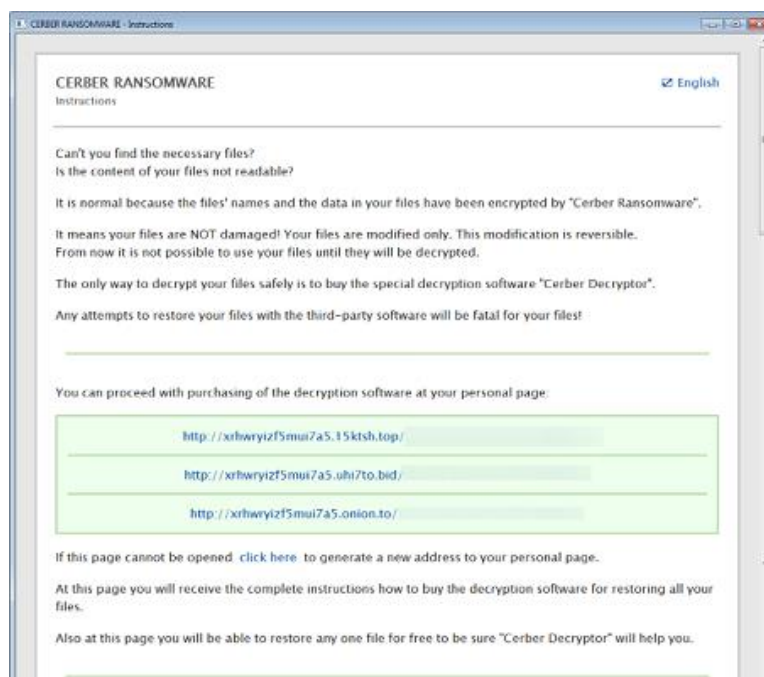 CERBER RANSOMWARE - Instructions
CERBER RANSOMWARE
English
Instructions
Can't you find the necessary files?
Is the content of your files not readable?
It is normal because the files' names and the data in your files have been encrypted by "Cerber Ransomware".
It means your files are NOT damaged! Your files are modified only. This modification is reversible.
From now it is not possible to use your files until they will be decrypted.
The only way to decrypt your files safely is to buy the special decryption software "Cerber Decryptor".
Any attempts to restore your files with the third-party software will be fatal for your files!
You can proceed with purchasing of the decryption software at your personal page:
http://xrhwryizf5mui7a5.15ktsh.top/
http://xrhwryizf5mui7a5.uhi7to.bid/
http://xrhwryizf5mui7a5.onion.to/
If this page cannot be opened click here to generate a new address to your personal page.
At this page you will receive the complete instructions how to buy the decryption software for restoring all your
files.
Also at this page you will be able to restore any one file for free to be sure "Cerber Decryptor" will help you.